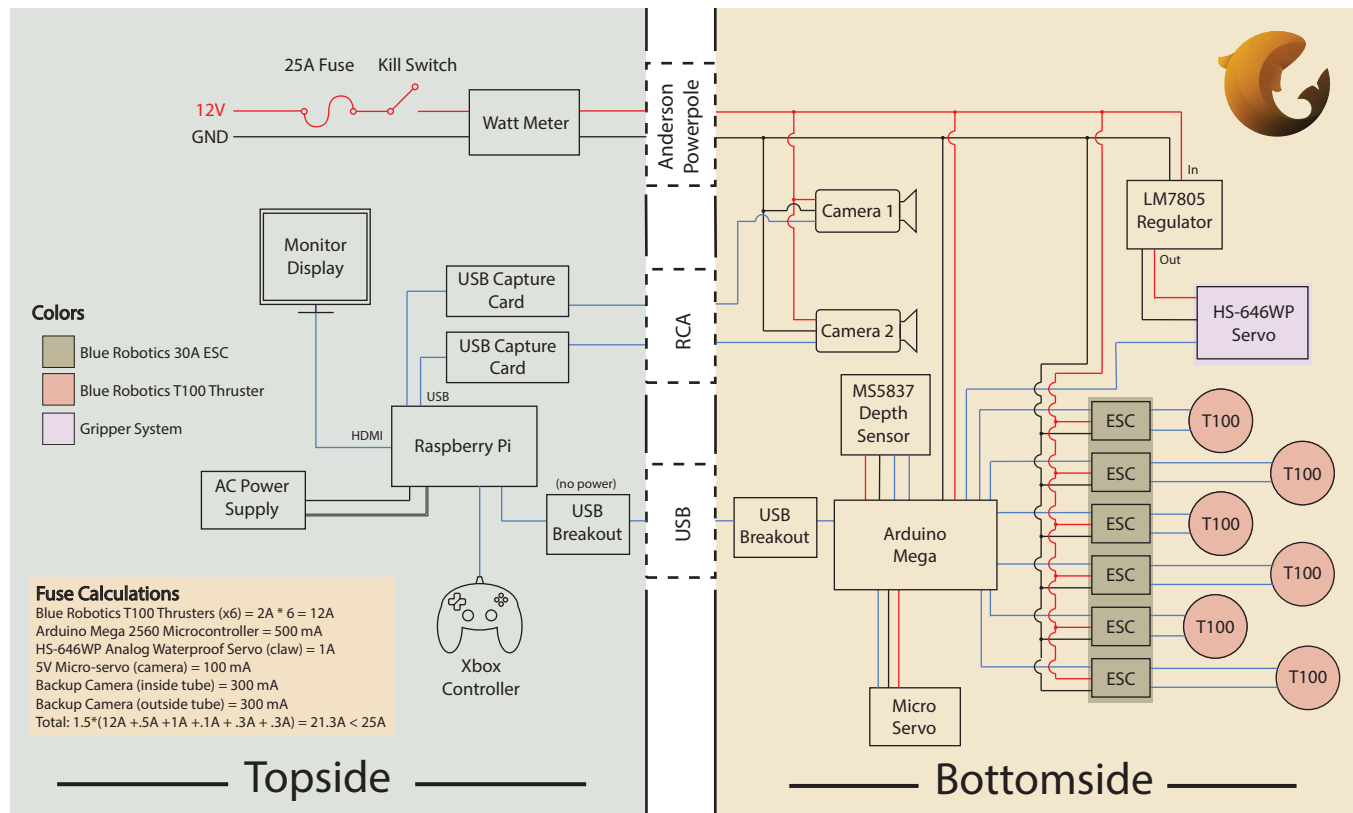 25A Fuse
Kill Switch
12V
GND
Watt Meter
Anderson
Powerpole
In
LM7805
Regulator
Out
Camera 1
Camera 2
Monitor
Display
USB Capture
Card
USB Capture
Card
RCA
HS-646WP
Servo
Colors
Blue Robotics 30A ESC
Blue Robotics T100 Thruster
Gripper System
USB
HDMI
Raspberry Pi
MS5837
Depth
Sensor
AC Power
Supply
(no power)
USB
Breakout
USB
USB
Breakout
Arduino
Mega
ESC
T100
ESC
T100
ESC
T100
ESC
T100
ESC
T100
ESC
T100
Xbox
Controller
Micro
Servo
Fuse Calculations
Blue Robotics T100 Thrusters (x6) = 2A * 6 = 12A
Arduino Mega 2560 Microcontroller = 500 mA
HS-646WP Analog Waterproof Servo (claw) = 1A
5V Micro-servo (camera) = 100 mA
Backup Camera (inside tube) = 300 mA
Backup Camera (outside tube) = 300 mA
Total: 1.5*(12A +.5A +1A +.1A + .3A + .3A) = 21.3A < 25A
Topside
Bottomside